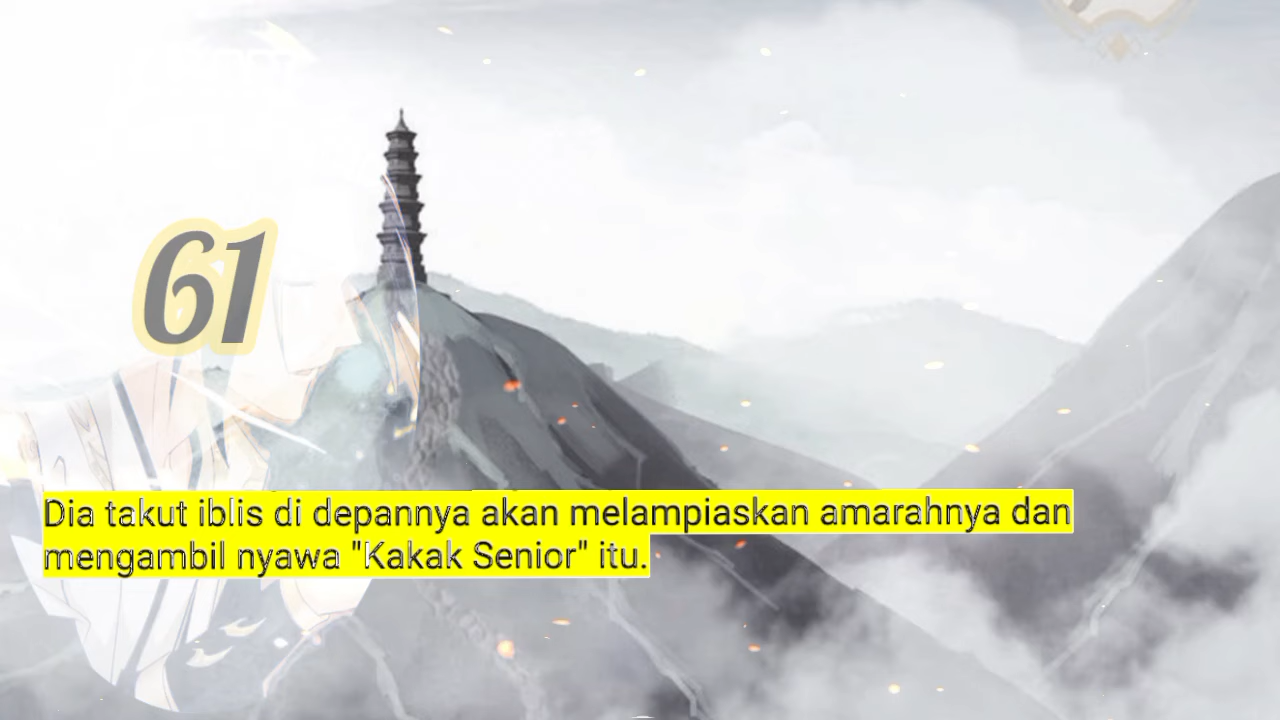 61
Dia takut iblis di depannya akan melampiaskan amarahnya dan
mengambil nyawa "Kakak Senior" itu.